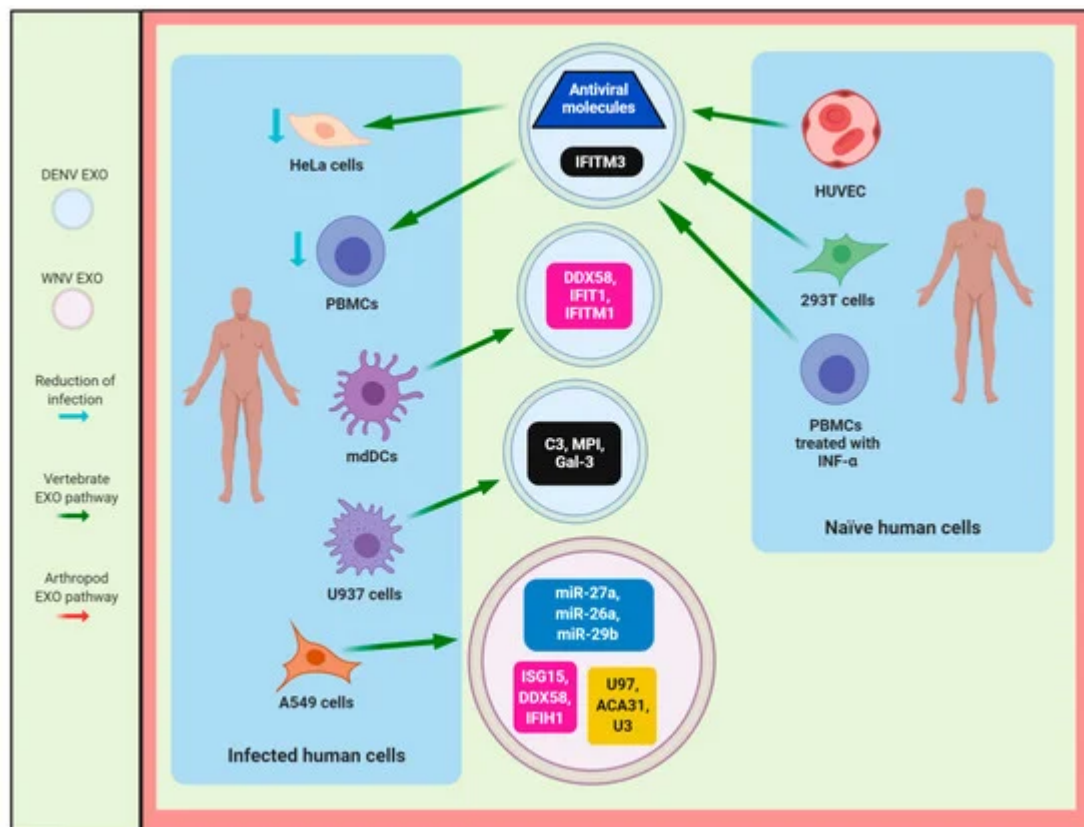 DENV EXO
WNV EXO
Reduction of
infection
Vertebrate
EXO pathway
Arthropod
EXO pathway
HeLa cells
PBMCs
mdDCs
U937 cells
A549 cells
Infected human cells
Antiviral
molecules
IFITM3
DDX58,
IFIT1,
IFITM1
C3, MPI,
Gal-3
miR-27a,
miR-26a,
miR-29b
ISG15,
DDX58,
IFIH1
U97,
ACA31,
U3
HUVEC
293T cells
PBMCs
treated with
INF-α
Naïve human cells